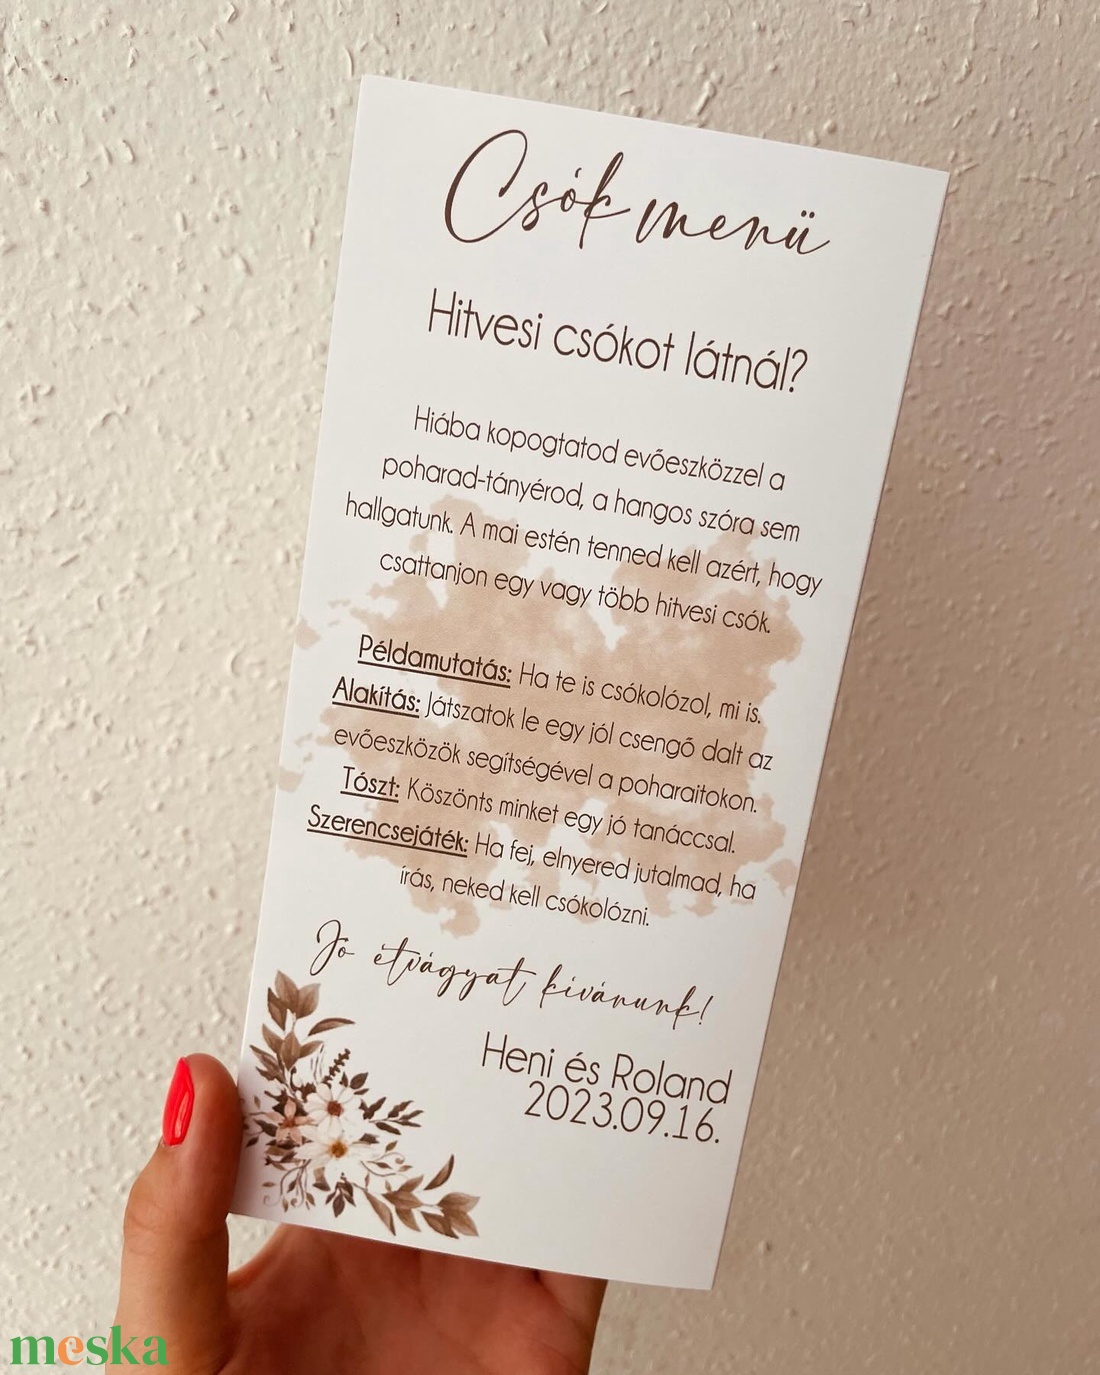 Csók menü
Hitvesi csókot látnál?
Hiába kopogtatod evőeszközzel a
poharad-tányérod, a hangos szóra sem
hallgatunk. A mai estén tenned kell azért, hogy
csattanjon egy vagy több hitvesi csók.
Példamutatás: Ha te is csókolózol, mi is.
Alakítás: Játszatok le egy jól csengő dalt az
evőeszközök segítségével a poharaitokon.
Tószt: Köszönts minket egy jó tanáccsal.
Szerencsejáték: Ha fej, elnyered jutalmad, ha
írás, neked kell csókolózni.
Jó étvágyat kívánunk!
Heni és Roland
2023.09.16.
meska